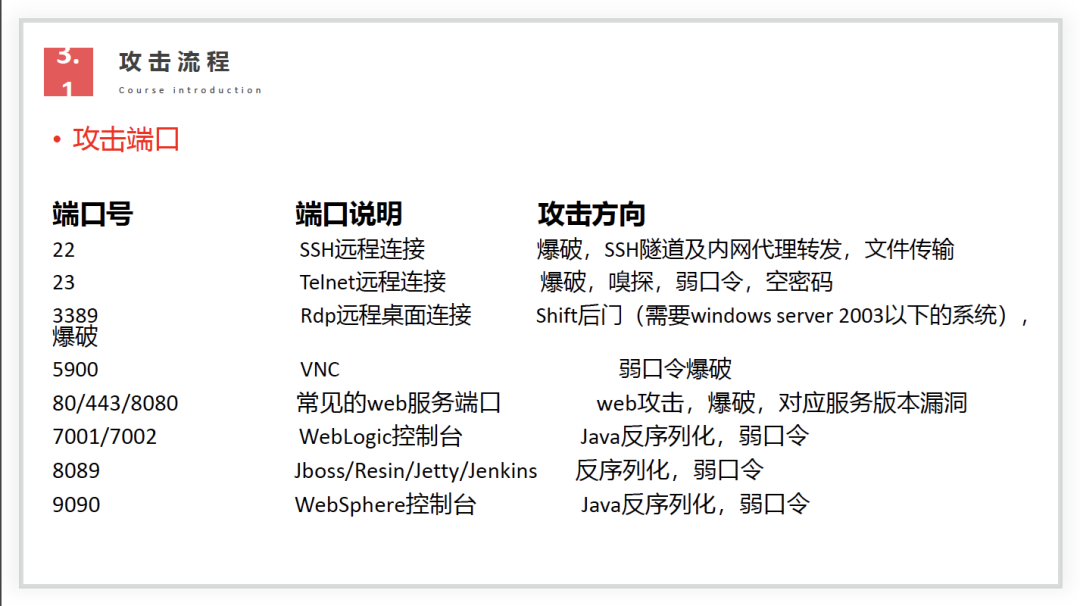 3.
1
攻击流程
Course introduction
• 攻击端口
端口号 端口说明 攻击方向
22 SSH远程连接 爆破，SSH隧道及内网代理转发，文件传输
23 Telnet远程连接 爆破，嗅探，弱口令，空密码
3389 Rdp远程桌面连接 Shift后门（需要windows server 2003以下的系统），
爆破
5900 VNC 弱口令爆破
80/443/8080 常见的web服务端口 web攻击，爆破，对应服务版本漏洞
7001/7002 WebLogic控制台 Java反序列化，弱口令
8089 Jboss/Resin/Jetty/Jenkins 反序列化，弱口令
9090 WebSphere控制台 Java反序列化，弱口令